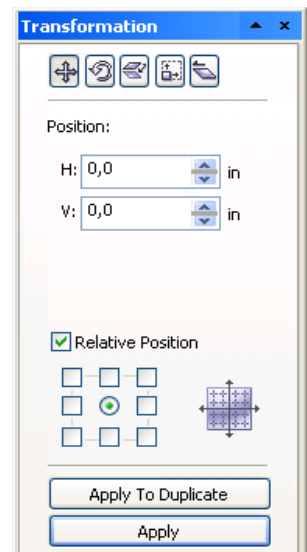 Transformation
Position:
H: 0,0 in
V: 0,0 in
Relative Position
Apply To Duplicate
Apply